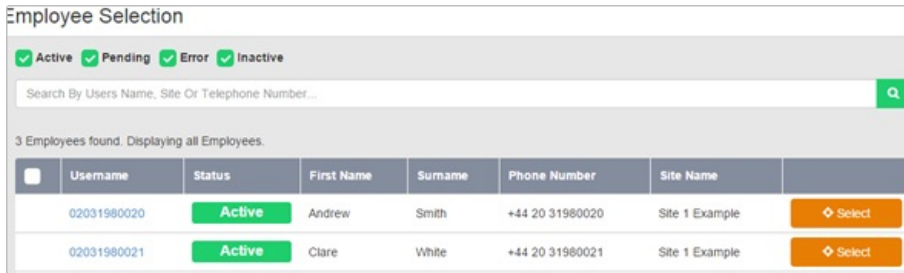 Employee Selection
Active Pending Error Inactive
Search By Users Name, Site Or Telephone Number...
3 Employees found. Displaying all Employees.
Username Status First Name Surname Phone Number Site Name
02031980020 Active Andrew Smith +44 20 31980020 Site 1 Example Select
02031980021 Active Clare White +44 20 31980021 Site 1 Example Select